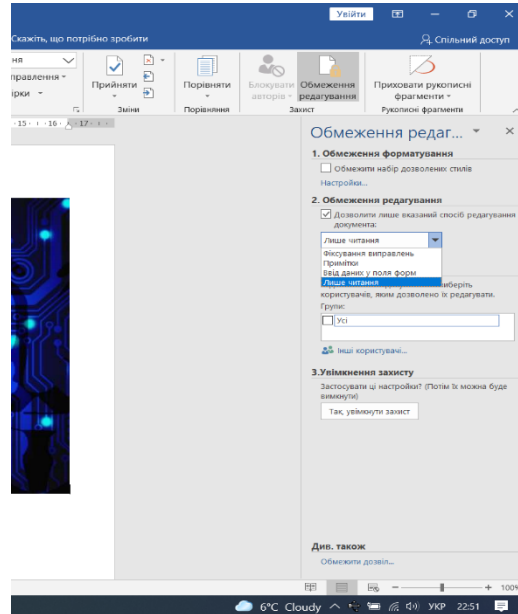 Увійти
Скажіть, що потрібно зробити
Спільний доступ
ня
правлення
ірки
Прийняти
Зміни
Порівняти
Порівняння
Блокувати авторів
Обмеження редагування
Захист
Приховати рукописні фрагменти
Рукописні фрагменти
15 16 17
Обмеження редаг...
1. Обмеження форматування
Обмежити набір дозволених стилів
Настройки...
2. Обмеження редагування
Дозволити лише вказаний спосіб редагування
документа:
Лише читання
Фіксування виправлень
Примітки
Ввід даних у поля форм
Лише читання
иберіть
користувачів, яким дозволено їх редагувати.
Групи:
Усі
Інші користувачі...
3.Увімкнення захисту
Застосувати ці настройки? (Потім їх можна буде
вимкнути)
Так, увімкнути захист
Див. також
Обмежити дозвіл...
100%
6°C Cloudy
УКР
22:51